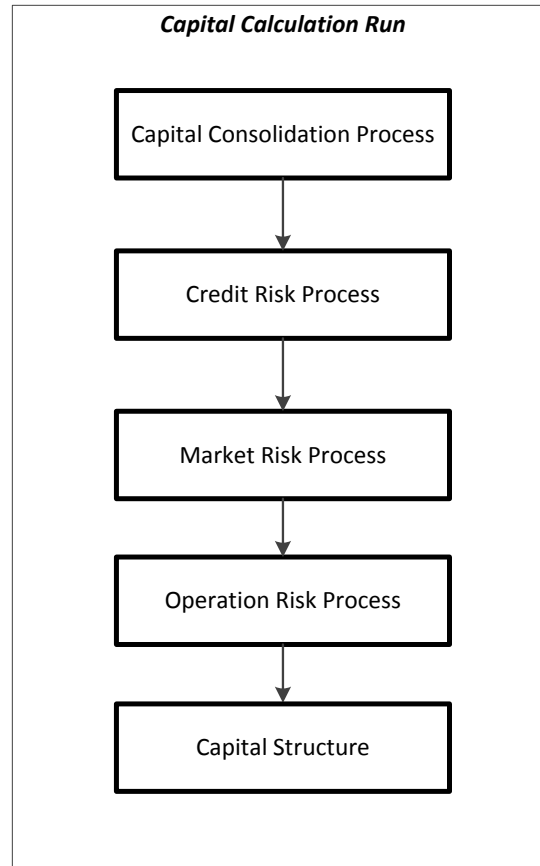 Capital Calculation Run
Capital Consolidation Process
Credit Risk Process
Market Risk Process
Operation Risk Process
Capital Structure